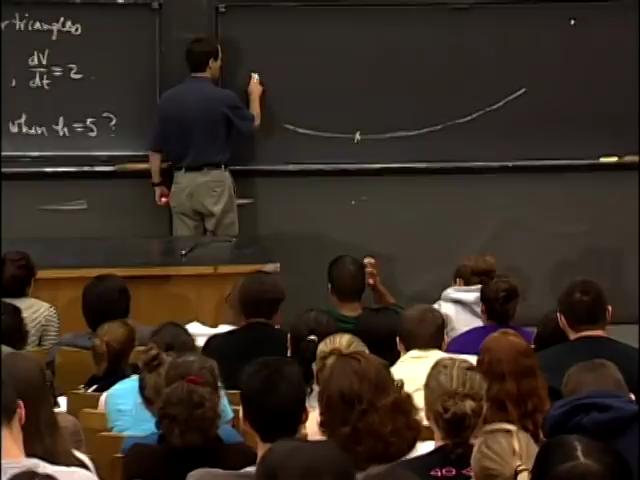 triangles
, dV/dt = 2
when h = 5 ?